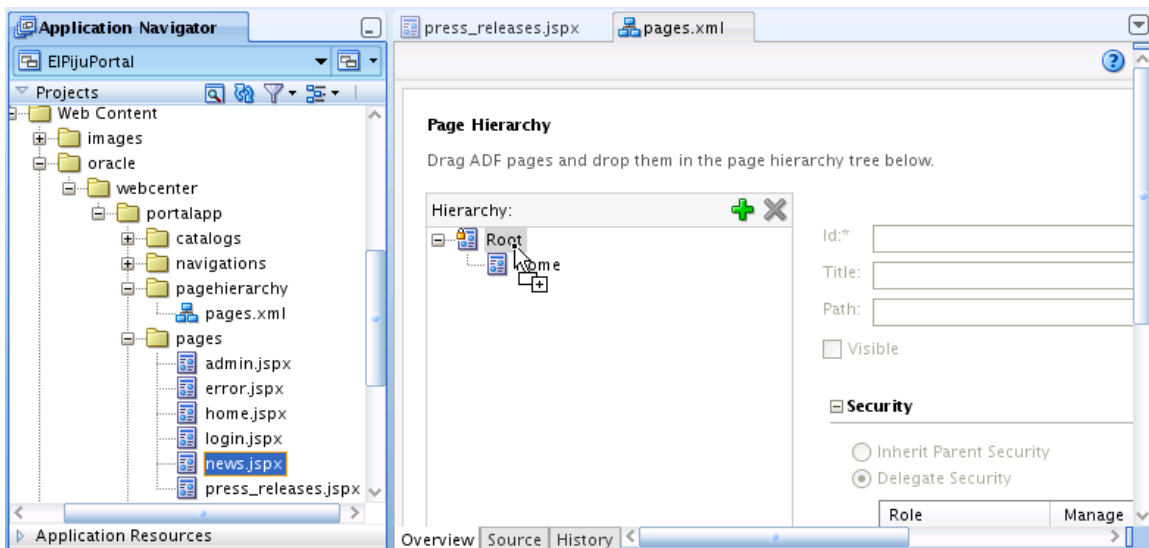 Application Navigator
ElPijuPortal
Projects
Web Content
images
oracle
webcenter
portalapp
catalogs
navigations
pagehierarchy
pages.xml
pages
admin.jspx
error.jspx
home.jspx
login.jspx
news.jspx
press_releases.jspx
Application Resources
press_releases.jspx
pages.xml
Page Hierarchy
Drag ADF pages and drop them in the page hierarchy tree below.
Hierarchy:
Root
Home
Id:*
Title:
Path:
Visible
Security
Inherit Parent Security
Delegate Security
Role Manage
Overview Source History